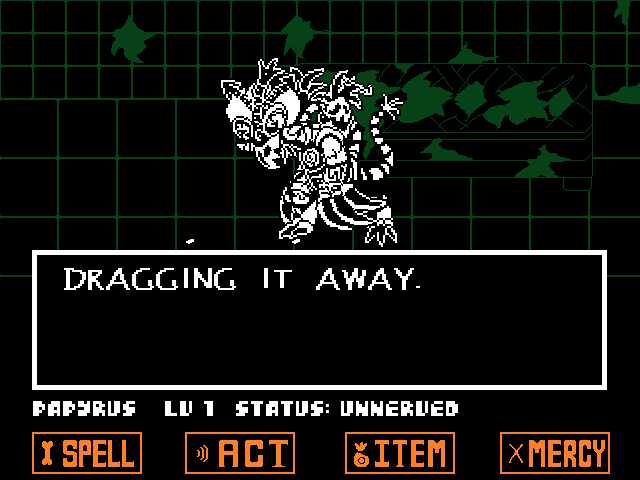 DRAGGING IT AWAY.
PAPYRUS LV 1 STATUS: UNNERVED
SPELL ACT ITEM MERCY